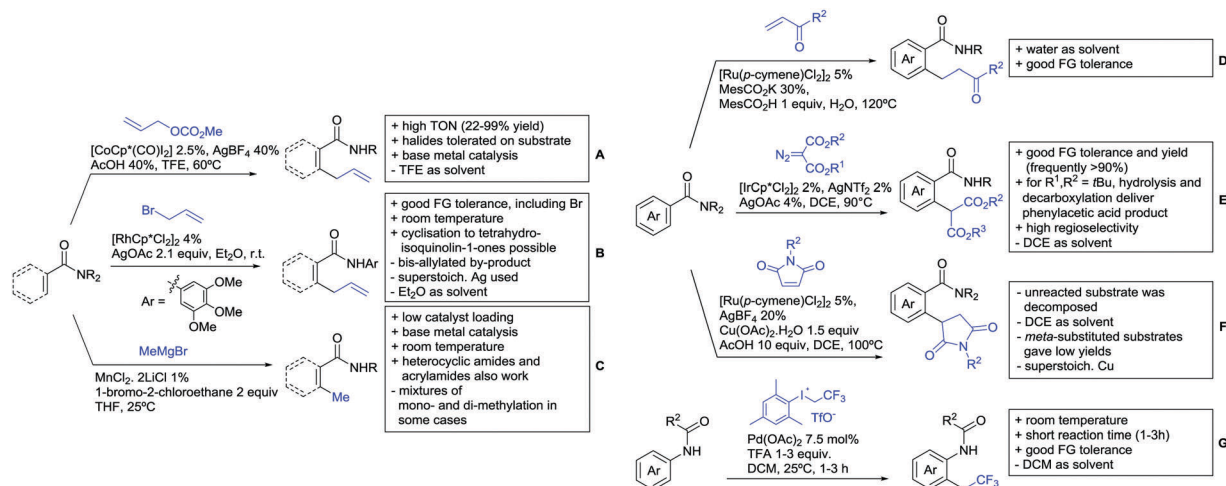 OCO₂Me
[CoCp*(CO)I₂] 2.5%, AgBF₄ 40%
AcOH 40%, TFE, 60ºC
O
NHR
+ high TON (22-99% yield)
+ halides tolerated on substrate
+ base metal catalysis
- TFE as solvent
A
O
NR₂
Br
[RhCp*Cl₂]₂ 4%
AgOAc 2.1 equiv, Et₂O, r.t.
Ar =
OMe
OMe
OMe
O
NHAr
+ good FG tolerance, including Br
+ room temperature
+ cyclisation to tetrahydro-
isoquinolin-1-ones possible
- bis-allylated by-product
- superstoich. Ag used
- Et₂O as solvent
B
MeMgBr
MnCl₂. 2LiCl 1%
1-bromo-2-chloroethane 2 equiv
THF, 25ºC
O
NHR
Me
+ low catalyst loading
+ base metal catalysis
+ room temperature
+ heterocyclic amides and
acrylamides also work
- mixtures of
mono- and di-methylation in
some cases
C
R²
O
[Ru(p-cymene)Cl₂]₂ 5%
MesCO₂K 30%,
MesCO₂H 1 equiv, H₂O, 120ºC
O
NHR
Ar
R²
O
+ water as solvent
+ good FG tolerance
D
O
NR₂
Ar
CO₂R²
N₂
CO₂R¹
[IrCp*Cl₂]₂ 2%, AgNTf₂ 2%
AgOAc 4%, DCE, 90°C
O
NHR
Ar
CO₂R²
CO₂R³
+ good FG tolerance and yield
(frequently >90%)
+ for R¹,R² = tBu, hydrolysis and
decarboxylation deliver
phenylacetic acid product
+ high regioselectivity
- DCE as solvent
E
R²
O N O
[Ru(p-cymene)Cl₂]₂ 5%,
AgBF₄ 20%
Cu(OAc)₂.H₂O 1.5 equiv
AcOH 10 equiv, DCE, 100ºC
O
NR₂
Ar
O
N
O R²
- unreacted substrate was
decomposed
- DCE as solvent
- meta-substituted substrates
gave low yields
- superstoich. Cu
F
R² O
NH
Ar
I⁺ CF₃
TfO⁻
Pd(OAc)₂ 7.5 mol%
TFA 1-3 equiv.
DCM, 25ºC, 1-3 h
R² O
NH
Ar
CF₃
+ room temperature
+ short reaction time (1-3h)
+ good FG tolerance
- DCM as solvent
G